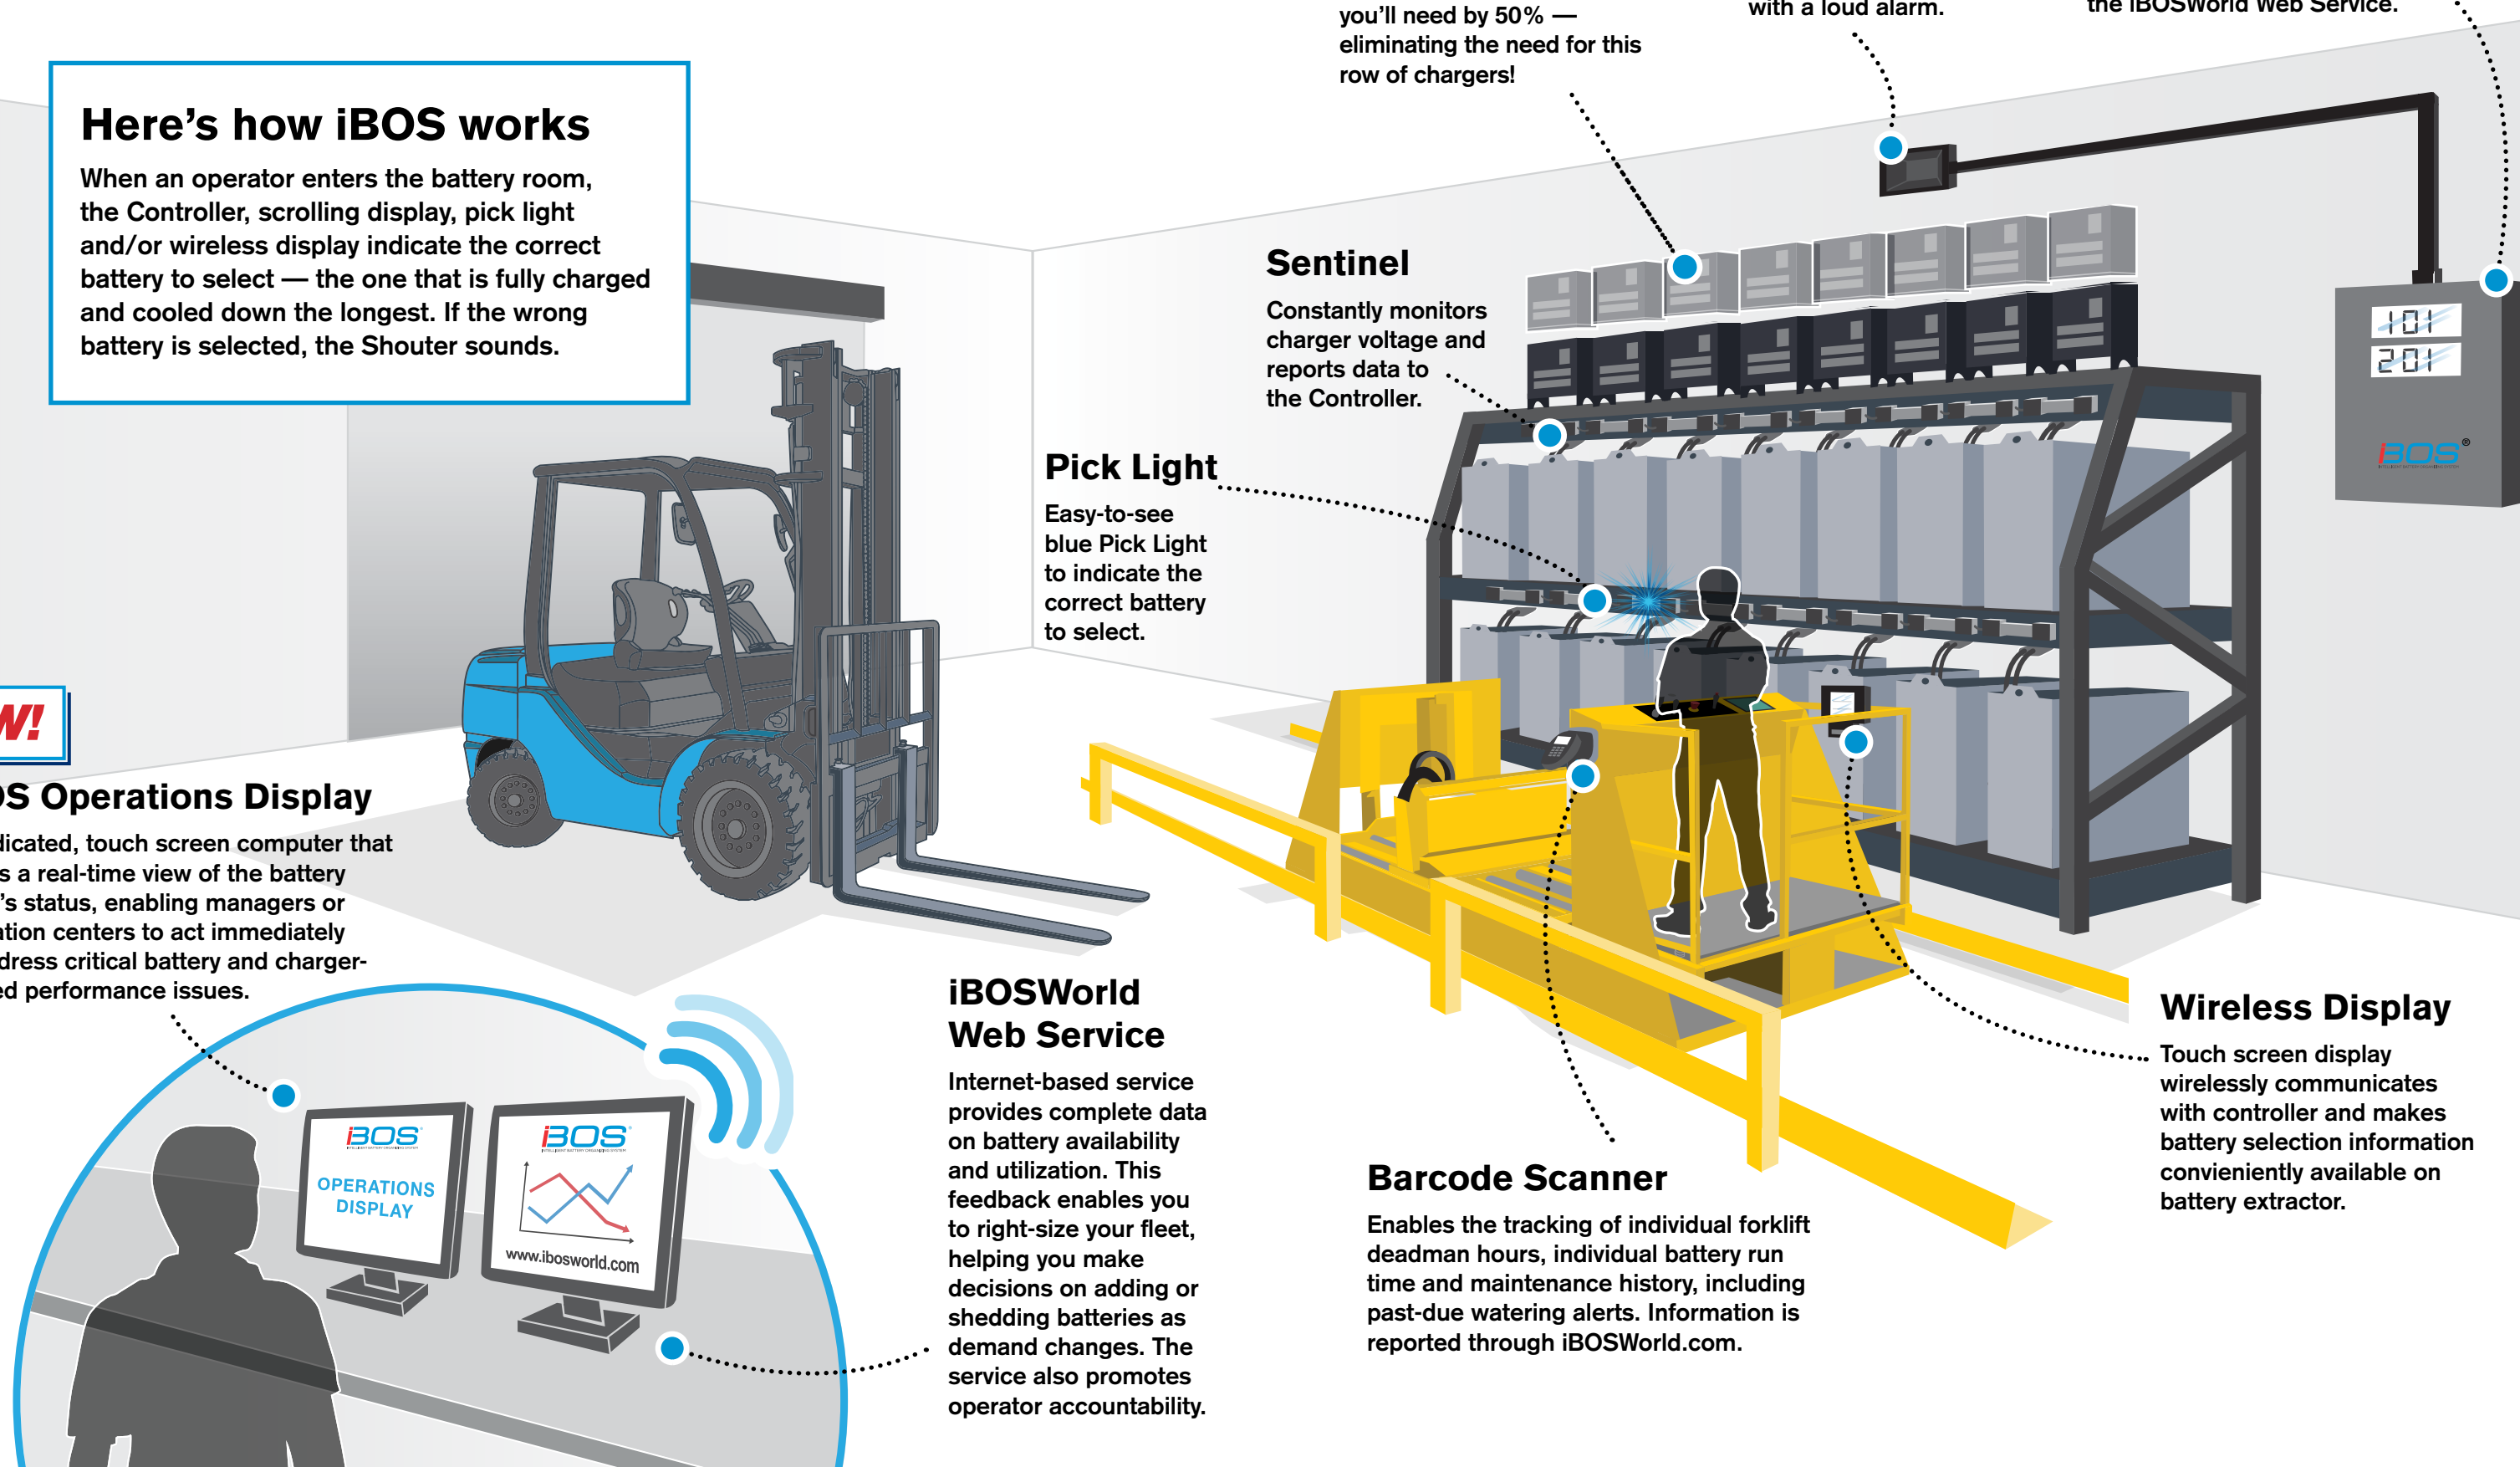 you’ll need by 50% —
eliminating the need for this
row of chargers!
with a loud alarm.
the iBOSWorld Web Service.
Here’s how iBOS works
When an operator enters the battery room,
the Controller, scrolling display, pick light
and/or wireless display indicate the correct
battery to select — the one that is fully charged
and cooled down the longest. If the wrong
battery is selected, the Shouter sounds.
Sentinel
Constantly monitors
charger voltage and
reports data to
the Controller.
101
201
iBOS®
Pick Light
Easy-to-see
blue Pick Light
to indicate the
correct battery
to select.
W!
OS Operations Display
dicated, touch screen computer that
s a real-time view of the battery
’s status, enabling managers or
ation centers to act immediately
dress critical battery and charger-
ed performance issues.
iBOS
INTELLIGENT BATTERY ORGANIZING SYSTEM
OPERATIONS
DISPLAY
iBOS
INTELLIGENT BATTERY ORGANIZING SYSTEM
www.ibosworld.com
iBOSWorld
Web Service
Internet-based service
provides complete data
on battery availability
and utilization. This
feedback enables you
to right-size your fleet,
helping you make
decisions on adding or
shedding batteries as
demand changes. The
service also promotes
operator accountability.
Barcode Scanner
Enables the tracking of individual forklift
deadman hours, individual battery run
time and maintenance history, including
past-due watering alerts. Information is
reported through iBOSWorld.com.
Wireless Display
Touch screen display
wirelessly communicates
with controller and makes
battery selection information
convieniently available on
battery extractor.